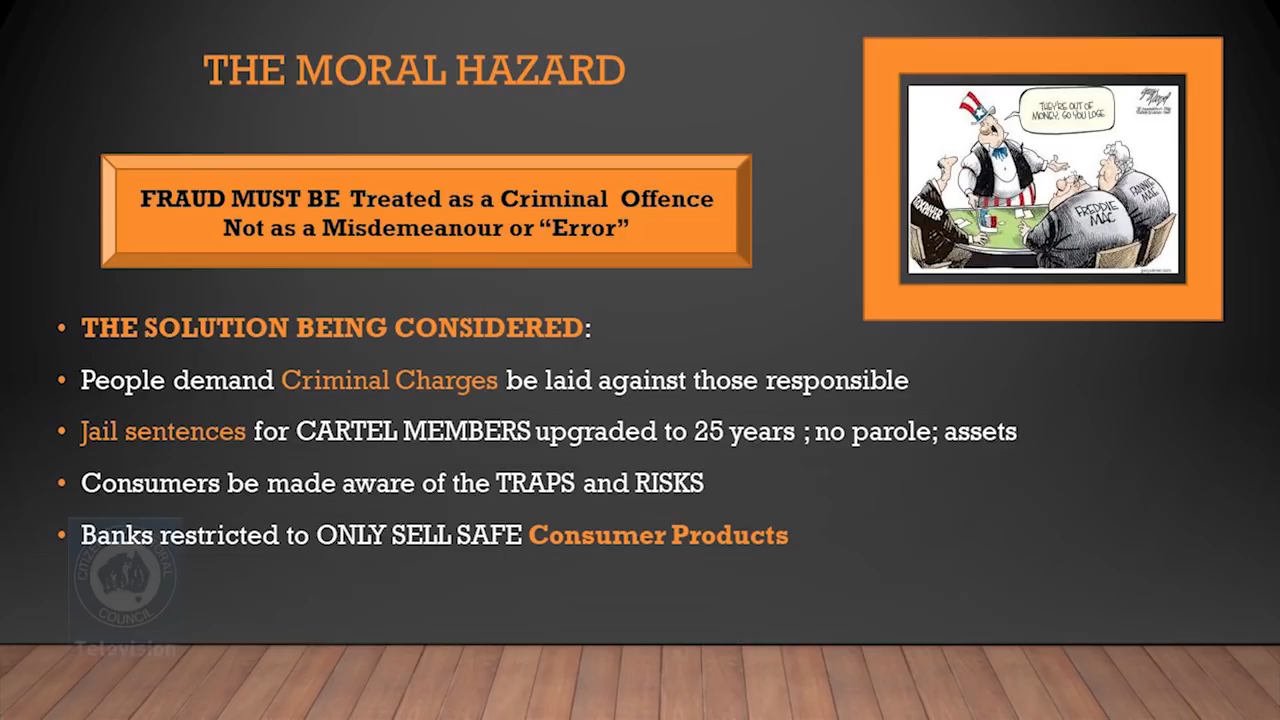 THE MORAL HAZARD
THEY'RE OUT OF
MONEY, SO YOU LOSE.
TAXPAYER
FREDDIE
MAC
FANNIE
MAC
FRAUD MUST BE Treated as a Criminal Offence
Not as a Misdemeanour or “Error”
• THE SOLUTION BEING CONSIDERED:
• People demand Criminal Charges be laid against those responsible
• Jail sentences for CARTEL MEMBERS upgraded to 25 years ; no parole; assets
• Consumers be made aware of the TRAPS and RISKS
• Banks restricted to ONLY SELL SAFE Consumer Products
COUNCIL
Television